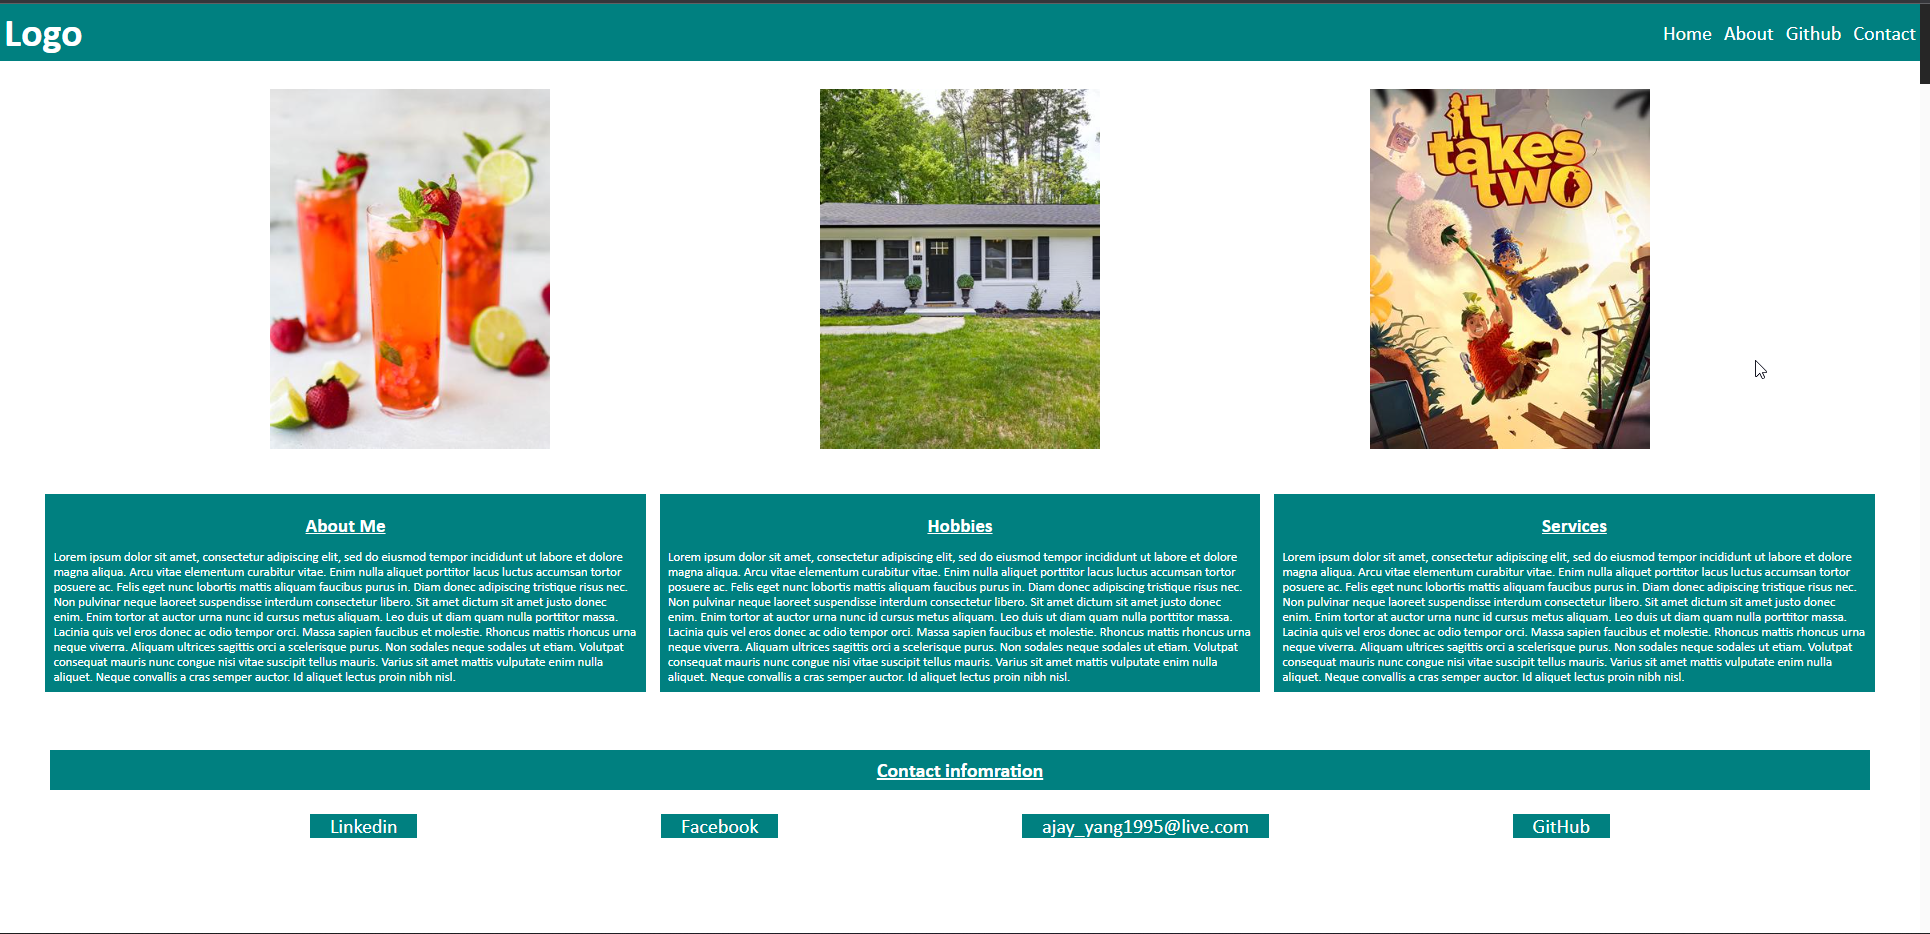 Logo
Home About Github Contact
it
takes
two
About Me
Lorem ipsum dolor sit amet, consectetur adipiscing elit, sed do eiusmod tempor incididunt ut labore et dolore
magna aliqua. Arcu vitae elementum curabitur vitae. Enim nulla aliquet porttitor lacus luctus accumsan tortor
posuere ac. Felis eget nunc lobortis mattis aliquam faucibus purus in. Diam donec adipiscing tristique risus nec.
Non pulvinar neque laoreet suspendisse interdum consectetur libero. Sit amet dictum sit amet justo donec
enim. Enim tortor at auctor urna nunc id cursus metus aliquam. Leo duis ut diam quam nulla porttitor massa.
Lacinia quis vel eros donec ac odio tempor orci. Massa sapien faucibus et molestie. Rhoncus mattis rhoncus urna
neque viverra. Aliquam ultrices sagittis orci a scelerisque purus. Non sodales neque sodales ut etiam. Volutpat
consequat mauris nunc congue nisi vitae suscipit tellus mauris. Varius sit amet mattis vulputate enim nulla
aliquet. Neque convallis a cras semper auctor. Id aliquet lectus proin nibh nisl.
Hobbies
Lorem ipsum dolor sit amet, consectetur adipiscing elit, sed do eiusmod tempor incididunt ut labore et dolore
magna aliqua. Arcu vitae elementum curabitur vitae. Enim nulla aliquet porttitor lacus luctus accumsan tortor
posuere ac. Felis eget nunc lobortis mattis aliquam faucibus purus in. Diam donec adipiscing tristique risus nec.
Non pulvinar neque laoreet suspendisse interdum consectetur libero. Sit amet dictum sit amet justo donec
enim. Enim tortor at auctor urna nunc id cursus metus aliquam. Leo duis ut diam quam nulla porttitor massa.
Lacinia quis vel eros donec ac odio tempor orci. Massa sapien faucibus et molestie. Rhoncus mattis rhoncus urna
neque viverra. Aliquam ultrices sagittis orci a scelerisque purus. Non sodales neque sodales ut etiam. Volutpat
consequat mauris nunc congue nisi vitae suscipit tellus mauris. Varius sit amet mattis vulputate enim nulla
aliquet. Neque convallis a cras semper auctor. Id aliquet lectus proin nibh nisl.
Services
Lorem ipsum dolor sit amet, consectetur adipiscing elit, sed do eiusmod tempor incididunt ut labore et dolore
magna aliqua. Arcu vitae elementum curabitur vitae. Enim nulla aliquet porttitor lacus luctus accumsan tortor
posuere ac. Felis eget nunc lobortis mattis aliquam faucibus purus in. Diam donec adipiscing tristique risus nec.
Non pulvinar neque laoreet suspendisse interdum consectetur libero. Sit amet dictum sit amet justo donec
enim. Enim tortor at auctor urna nunc id cursus metus aliquam. Leo duis ut diam quam nulla porttitor massa.
Lacinia quis vel eros donec ac odio tempor orci. Massa sapien faucibus et molestie. Rhoncus mattis rhoncus urna
neque viverra. Aliquam ultrices sagittis orci a scelerisque purus. Non sodales neque sodales ut etiam. Volutpat
consequat mauris nunc congue nisi vitae suscipit tellus mauris. Varius sit amet mattis vulputate enim nulla
aliquet. Neque convallis a cras semper auctor. Id aliquet lectus proin nibh nisl.
Contact infomration
Linkedin Facebook ajay_yang1995@live.com GitHub